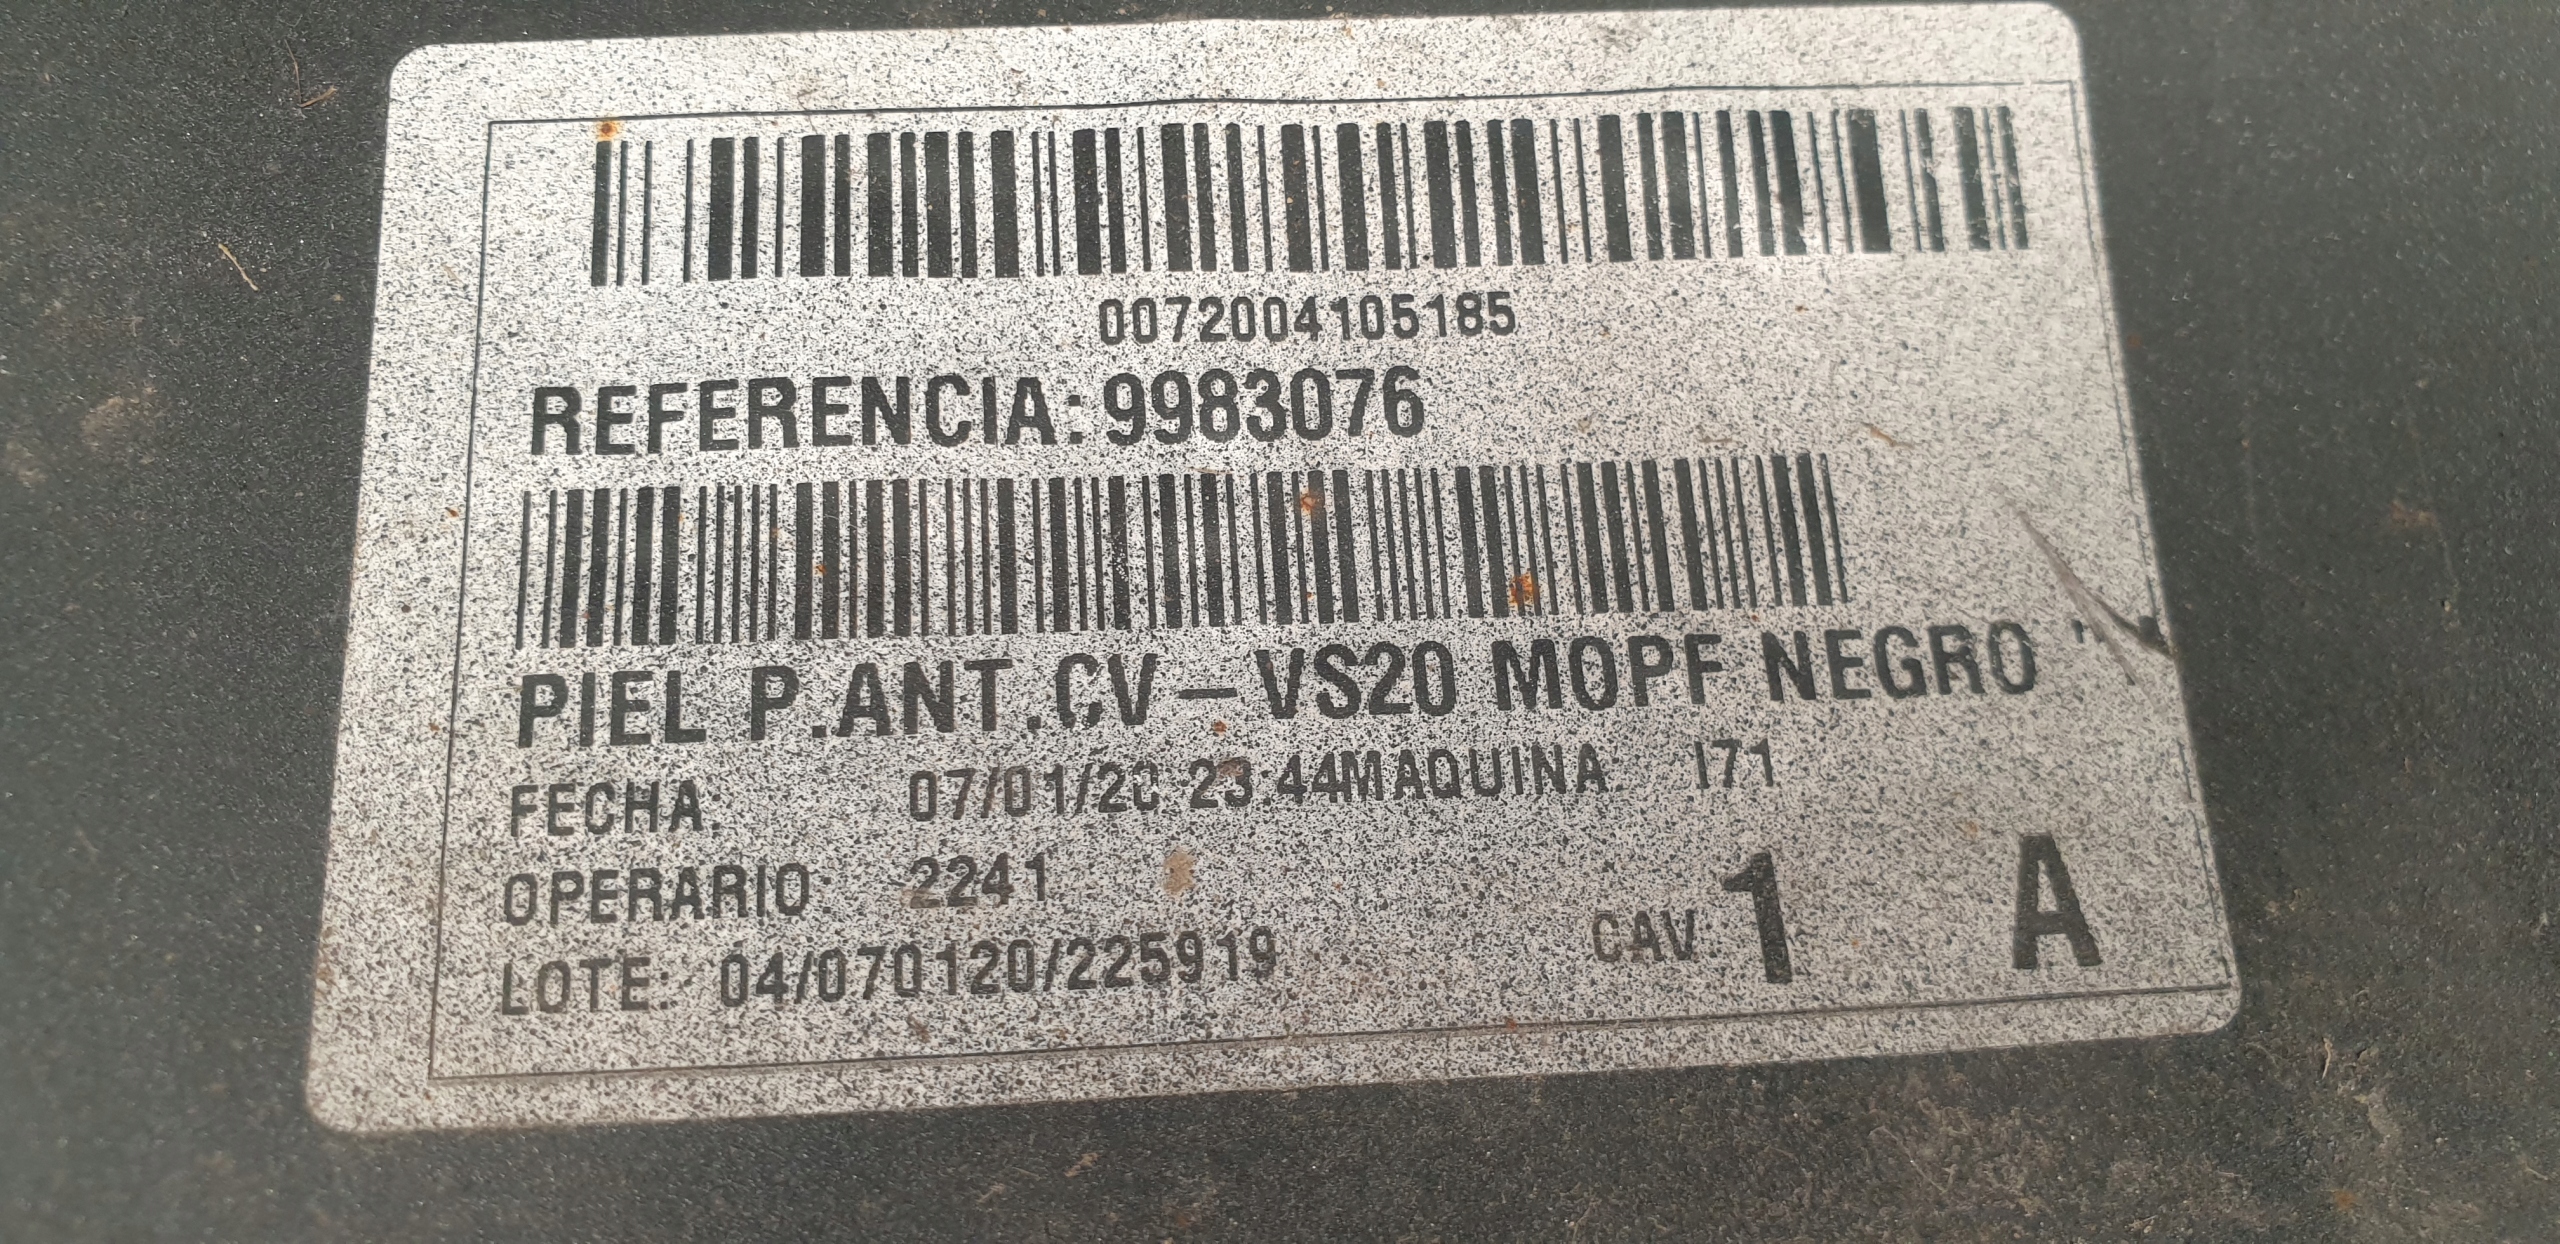 0072004105185
REFERENCIA: 9983076
PIEL P.ANT.CV-VS20 MOPF NEGRO
FECHA: 07/01/20 23:44MAQUINA: I71
OPERARIO: 2241
CAV: 1 A
LOTE: 04/070120/225919